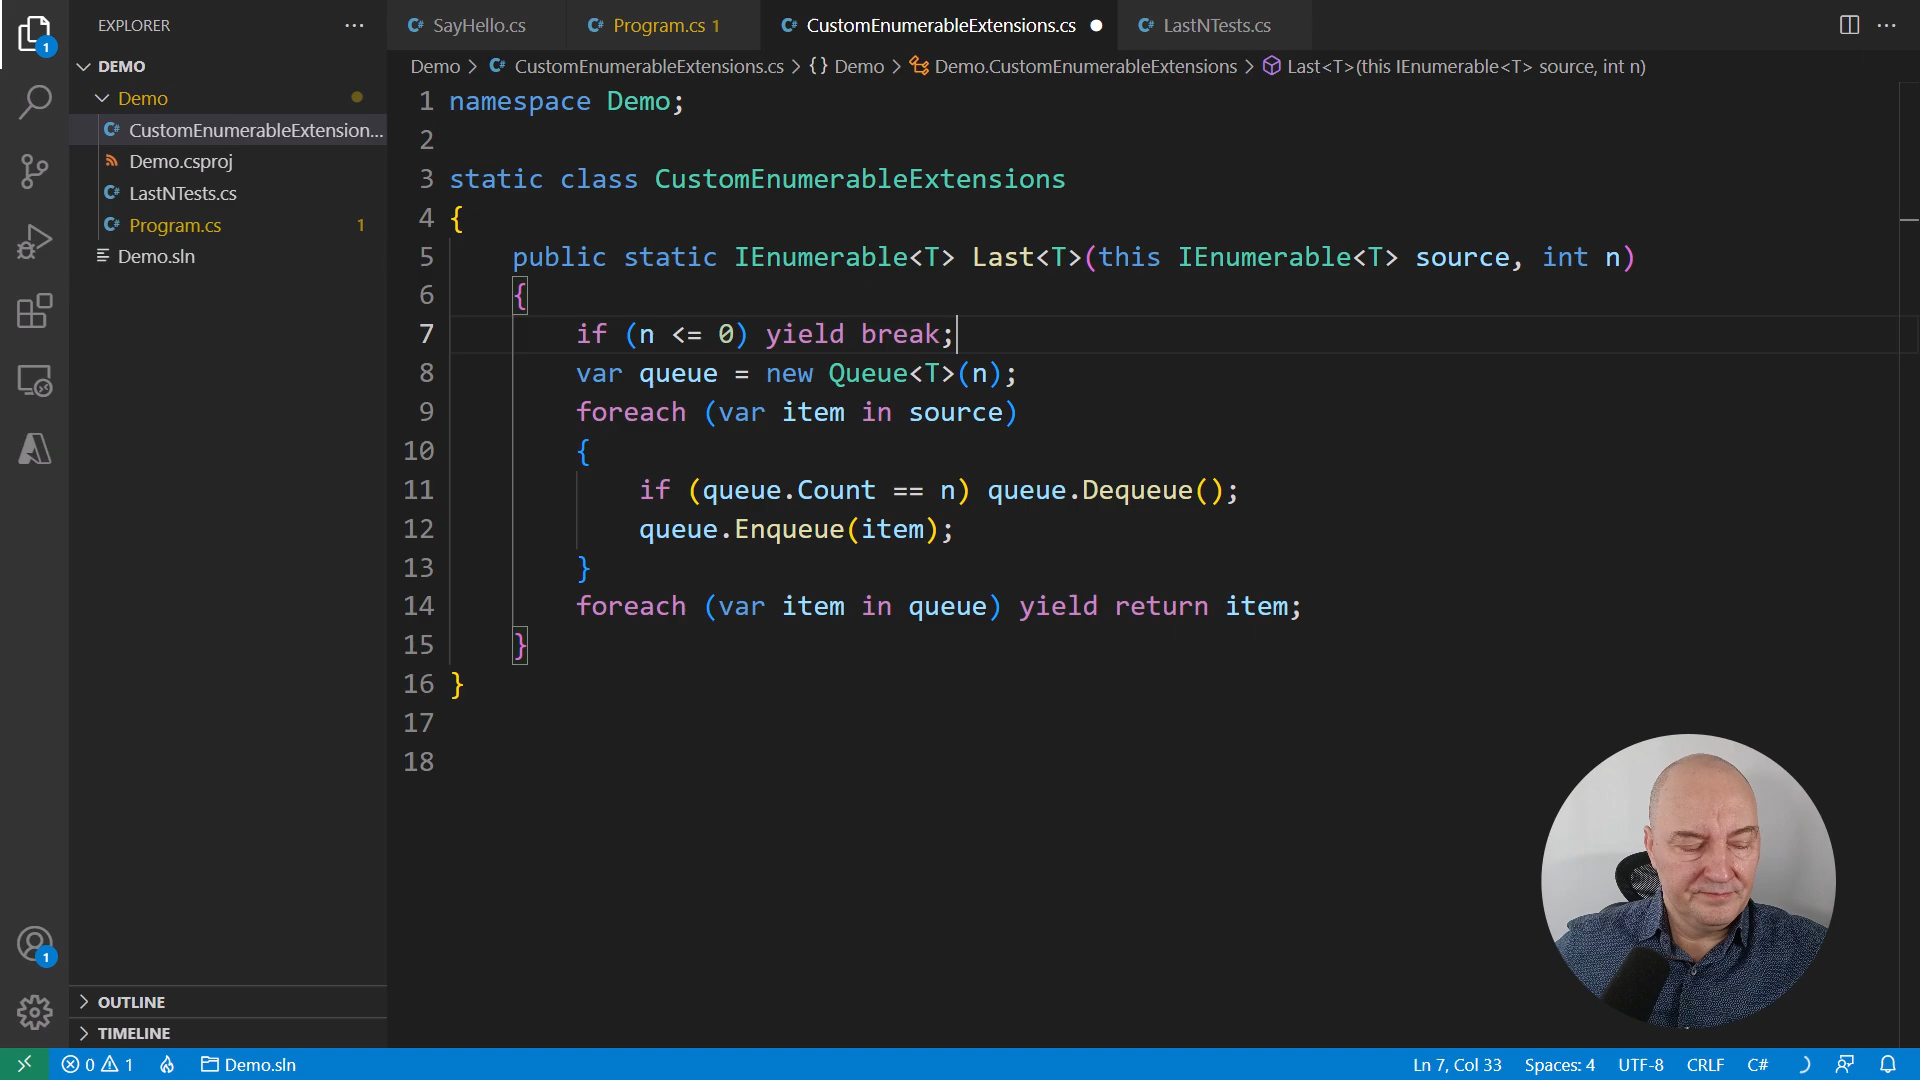 EXPLORER
SayHello.cs
Program.cs 1
CustomEnumerableExtensions.cs
LastNTests.cs
Demo > CustomEnumerableExtensions.cs > {} Demo > Demo.CustomEnumerableExtensions > Last<T>(this IEnumerable<T> source, int n)
DEMO
Demo
CustomEnumerableExtension...
Demo.csproj
LastNTests.cs
Program.cs 1
Demo.sln
1 namespace Demo;
2
3 static class CustomEnumerableExtensions
4 {
5 public static IEnumerable<T> Last<T>(this IEnumerable<T> source, int n)
6 {
7 if (n <= 0) yield break;
8 var queue = new Queue<T>(n);
9 foreach (var item in source)
10 {
11 if (queue.Count == n) queue.Dequeue();
12 queue.Enqueue(item);
13 }
14 foreach (var item in queue) yield return item;
15 }
16 }
17
18
1
1
OUTLINE
TIMELINE
0 1 Demo.sln Ln 7, Col 33 Spaces: 4 UTF-8 CRLF C#